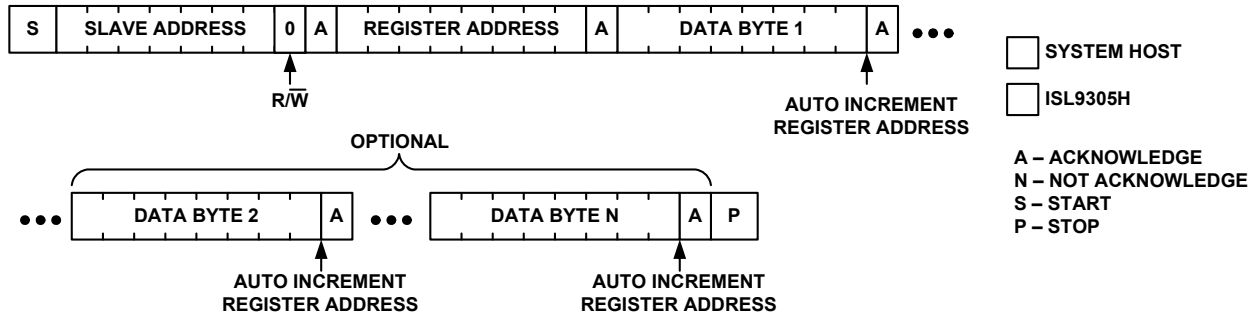 S SLAVE ADDRESS 0 A REGISTER ADDRESS A DATA BYTE 1 A •••
R/W̅
AUTO INCREMENT
REGISTER ADDRESS
SYSTEM HOST
ISL9305H
A – ACKNOWLEDGE
N – NOT ACKNOWLEDGE
S – START
P – STOP
OPTIONAL
••• DATA BYTE 2 A ••• DATA BYTE N A P
AUTO INCREMENT
REGISTER ADDRESS
AUTO INCREMENT
REGISTER ADDRESS